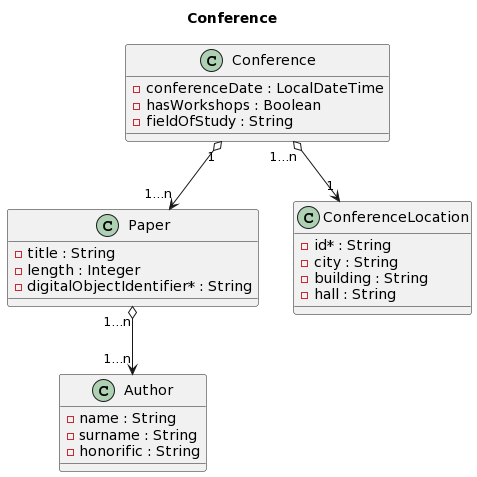 Conference
C Conference
conferenceDate : LocalDateTime
hasWorkshops : Boolean
fieldOfStudy : String
1
1...n
1...n
1
C Paper
title : String
length : Integer
digitalObjectIdentifier* : String
C ConferenceLocation
id* : String
city : String
building : String
hall : String
1...n
1...n
C Author
name : String
surname : String
honorific : String